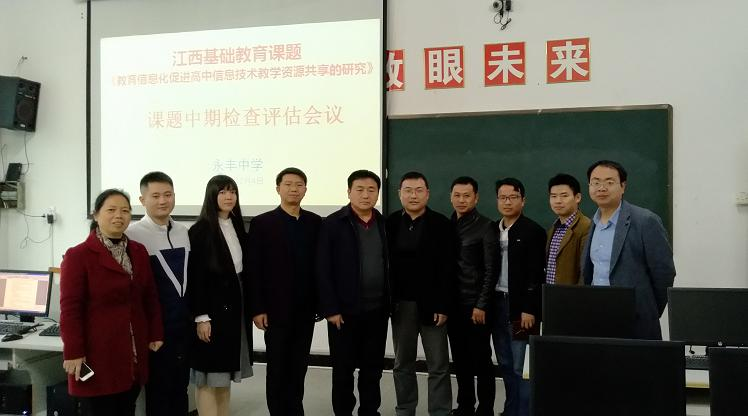 江西基础教育课题
《教育信息化促进高中信息技术教学资源共享的研究》
课题中期检查评估会议
永丰中学
放眼未来